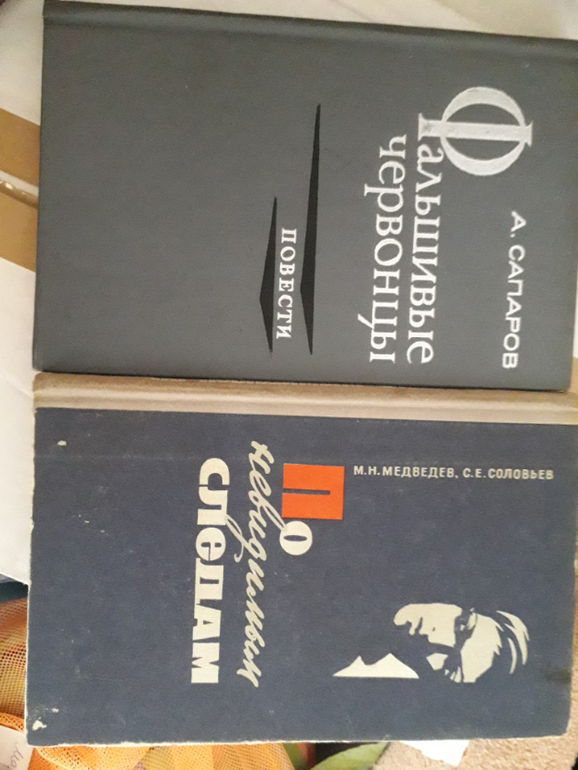 А. САПАРОВ
Фальшивые
червонцы
ПОВЕСТИ
М.Н.МЕДВЕДЕВ, С.Е.СОЛОВЬЕВ
ПО
невидимым
СЛЕДАМ